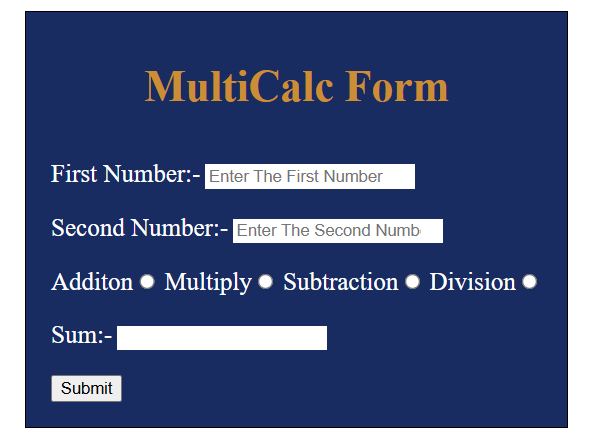 MultiCalc Form
First Number:- Enter The First Number
Second Number:- Enter The Second Numb
Additon Multiply Subtraction Division
Sum:-
Submit